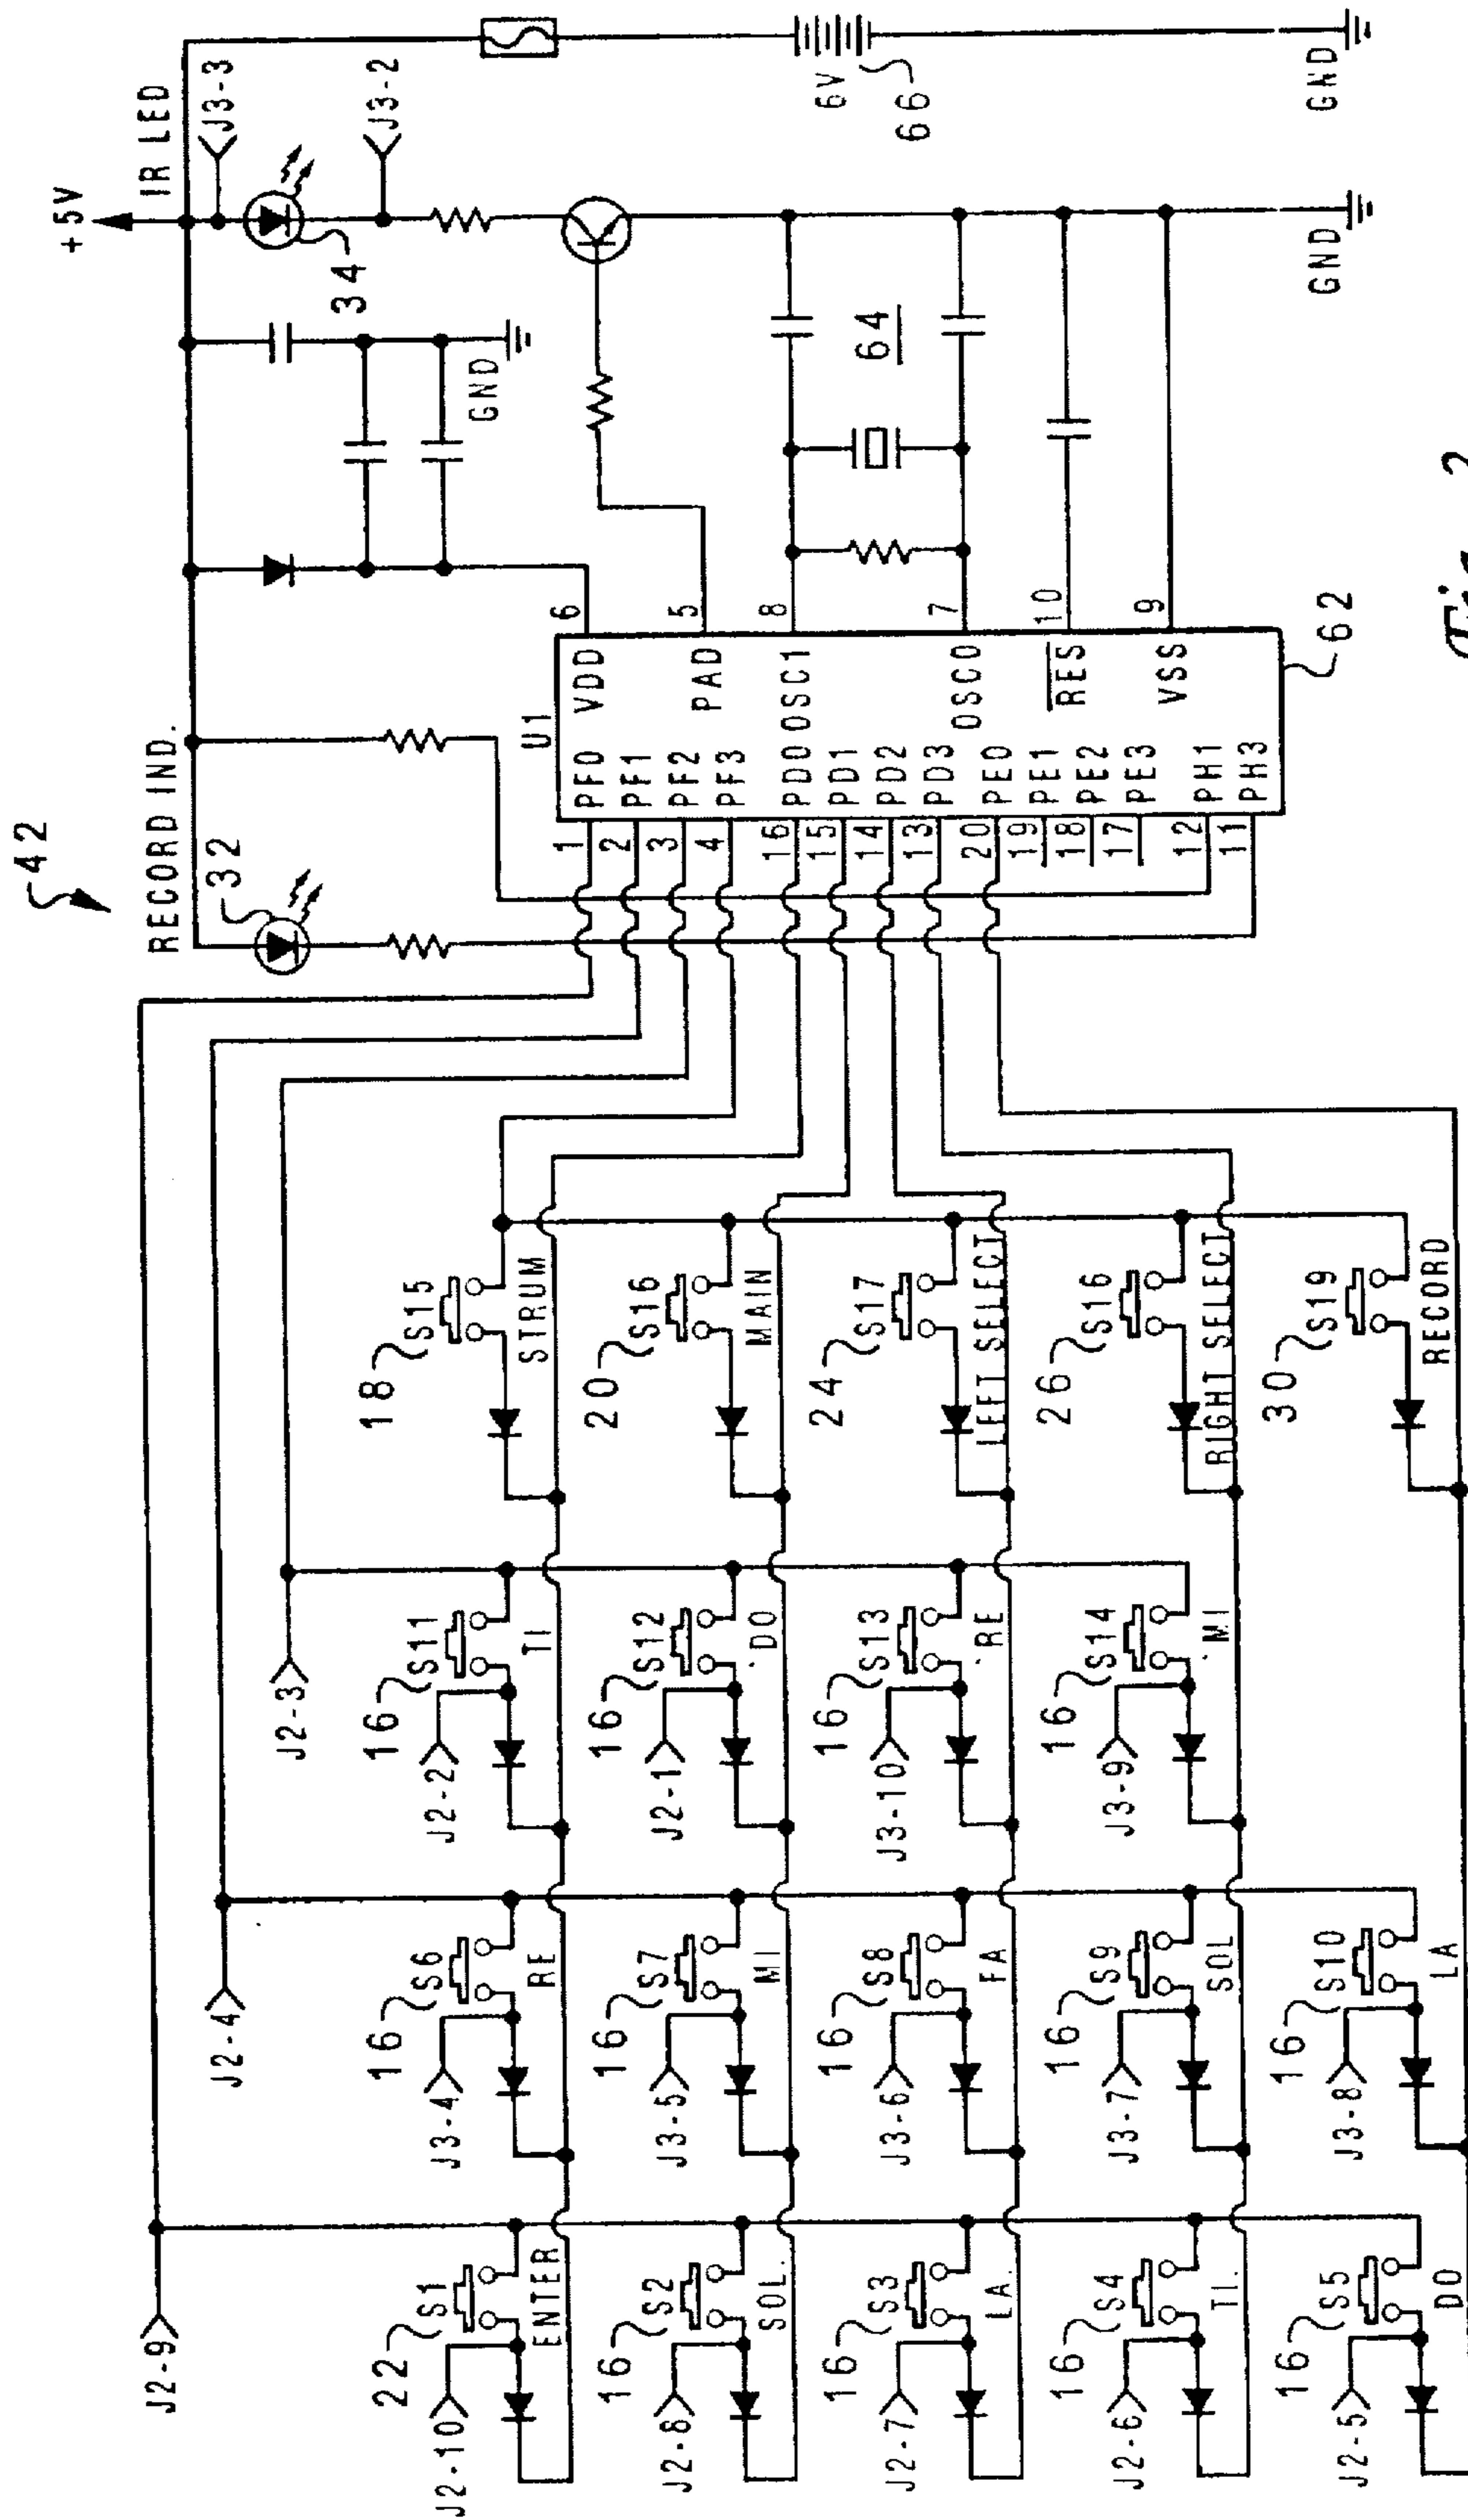 42
RECORD IND.
32
+5V
IR LED
J3-3
34
J3-2
GND
6V
66
GND
GND
64
U1
PF0 VDD
PF1
PF2 PAD
PF3
PD0 OSC1
PD1
PD2
PD3 OSCO
PE0
PE1 RES
PE2
PE3 VSS
PH1
PH3
1
2
3
4
16
15
14
13
20
19
18
17
12
11
6
5
8
7
10
9
62
J2-9
J2-4
J2-3
22
S1
ENTER
J2-10
16
S6
RE
J3-4
16
S11
TI
J2-2
18
S15
STRUM
16
S2
SOL.
J2-8
16
S7
MI
J3-5
16
S12
DO
J2-1
20
S16
MAIN
16
S3
LA.
J2-7
16
S8
FA
J3-6
16
S13
RE
J3-10
24
S17
LEFT SELECT
16
S4
TI.
J2-6
16
S9
SOL
J3-7
16
S14
MI
J3-9
26
S16
RIGHT SELECT
16
S5
DO
J2-5
16
S10
LA
J3-8
30
S19
RECORD